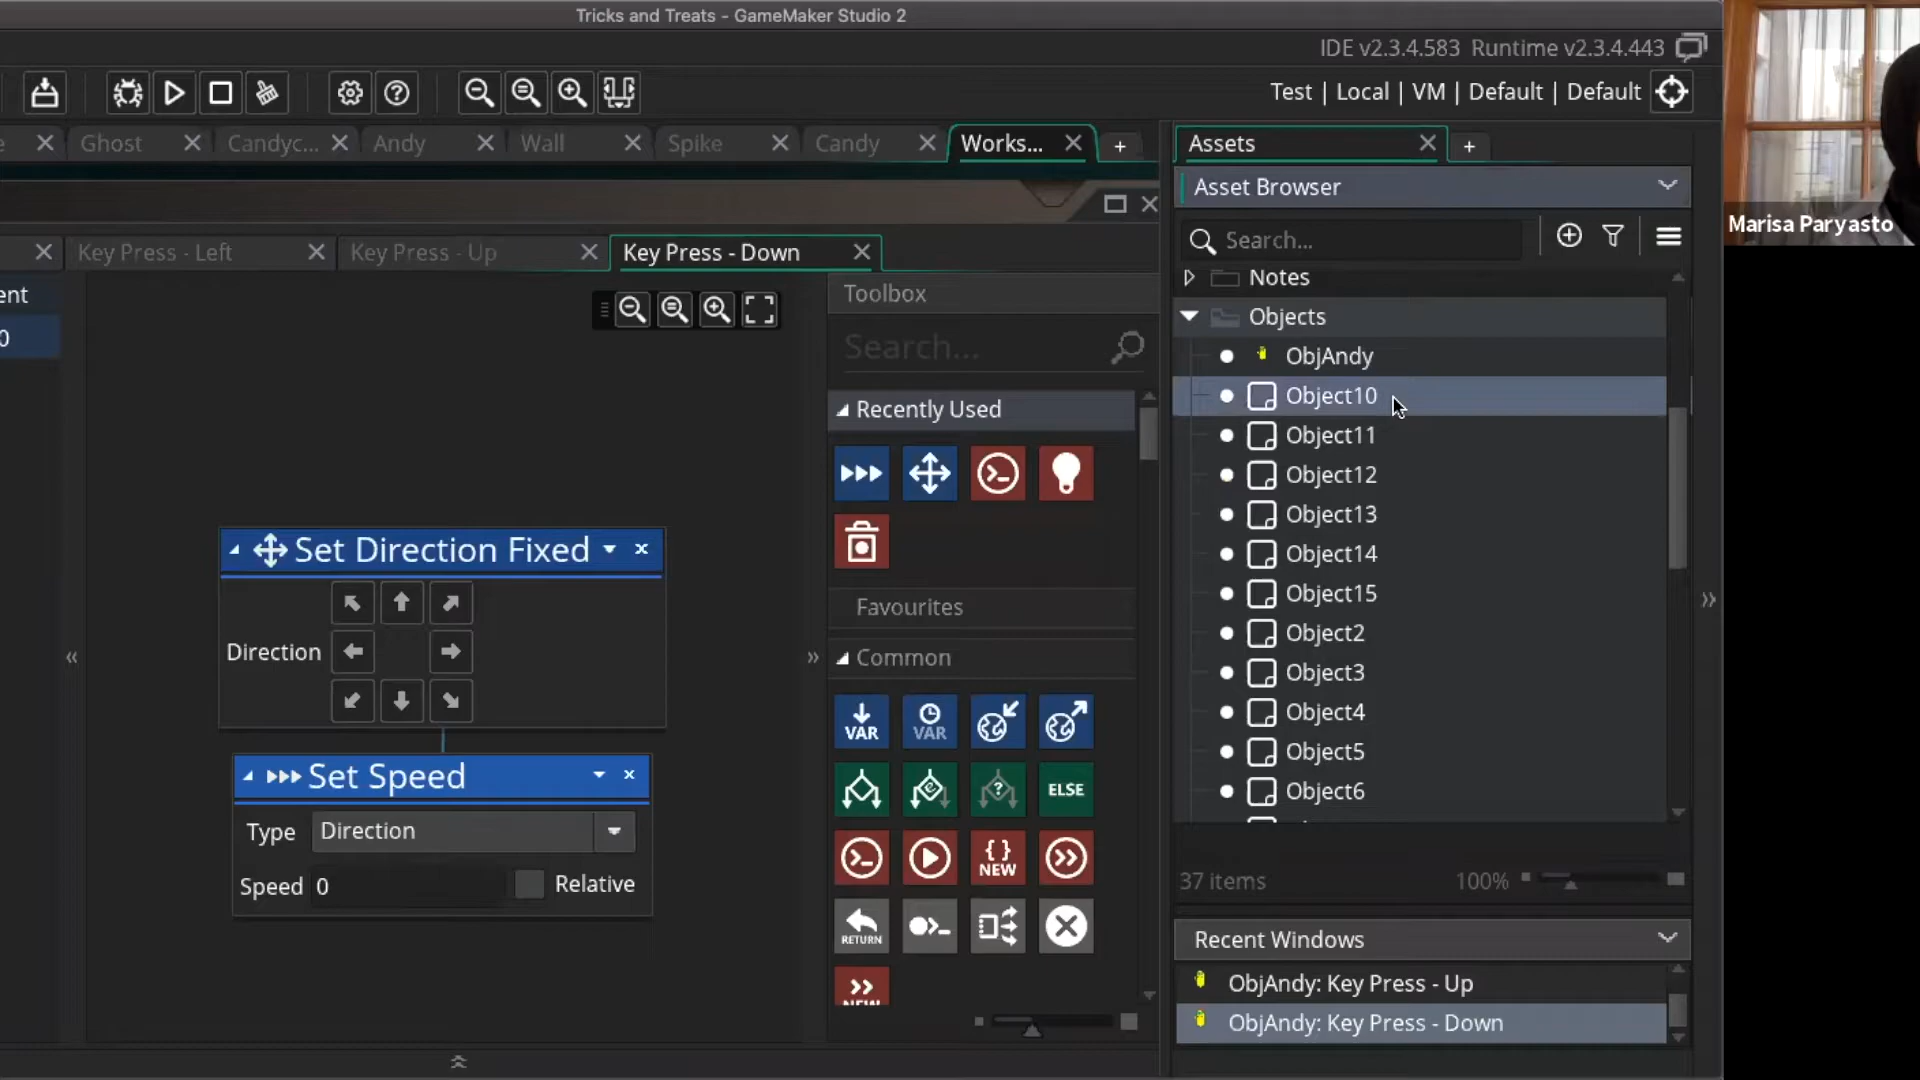 Tricks and Treats - GameMaker Studio 2
IDE v2.3.4.583 Runtime v2.3.4.443
Test | Local | VM | Default | Default
e
Ghost
Candyc...
Andy
Wall
Spike
Candy
Works...
Assets
Asset Browser
Marisa Paryasto
Search...
Key Press - Left
Key Press - Up
Key Press - Down
Notes
ent
0
Toolbox
Search...
Recently Used
Objects
ObjAndy
Object10
Object11
Object12
Object13
Object14
Object15
Object2
Object3
Object4
Object5
Object6
Set Direction Fixed
Direction
Favourites
Common
VAR
VAR
ELSE
NEW
RETURN
NEW
Set Speed
Type Direction
Speed 0 Relative
37 items
100%
Recent Windows
ObjAndy: Key Press - Up
ObjAndy: Key Press - Down